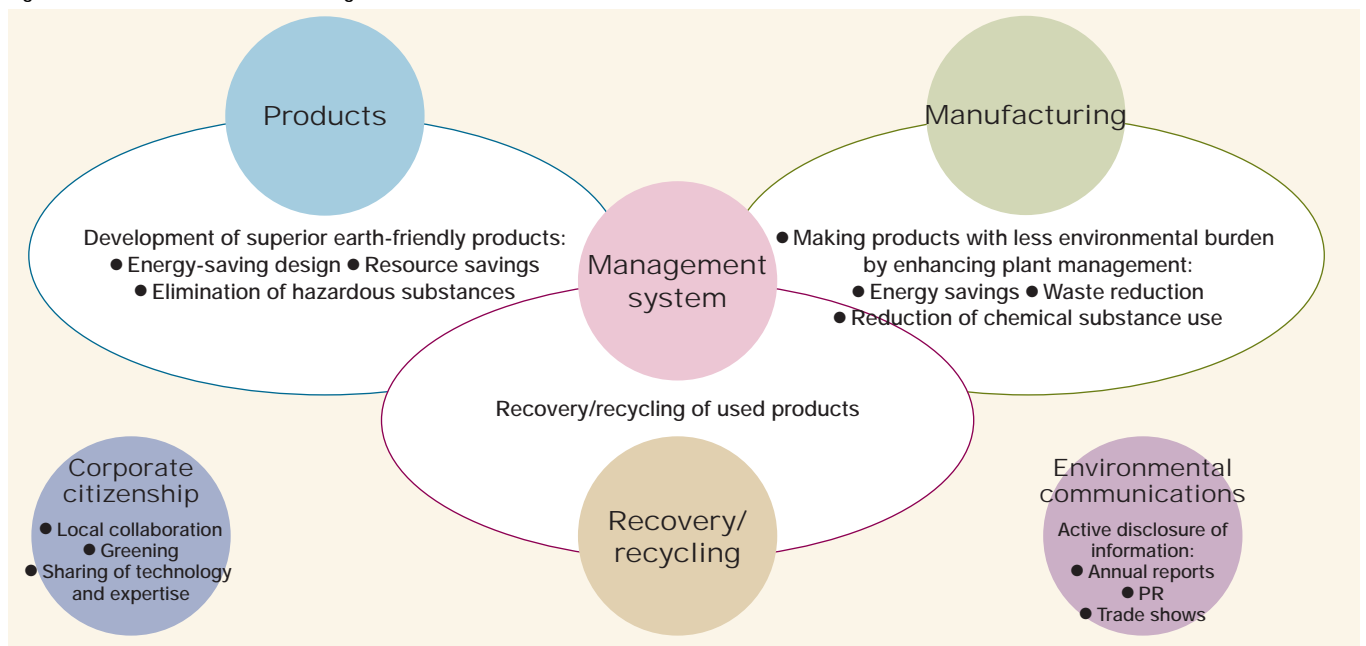 Products
Manufacturing
Development of superior earth-friendly products:
● Energy-saving design ● Resource savings
● Elimination of hazardous substances
Management
system
● Making products with less environmental burden
by enhancing plant management:
● Energy savings ● Waste reduction
● Reduction of chemical substance use
Recovery/recycling of used products
Corporate
citizenship
● Local collaboration
● Greening
● Sharing of technology
and expertise
Recovery/
recycling
Environmental
communications
Active disclosure of
information:
● Annual reports
● PR
● Trade shows